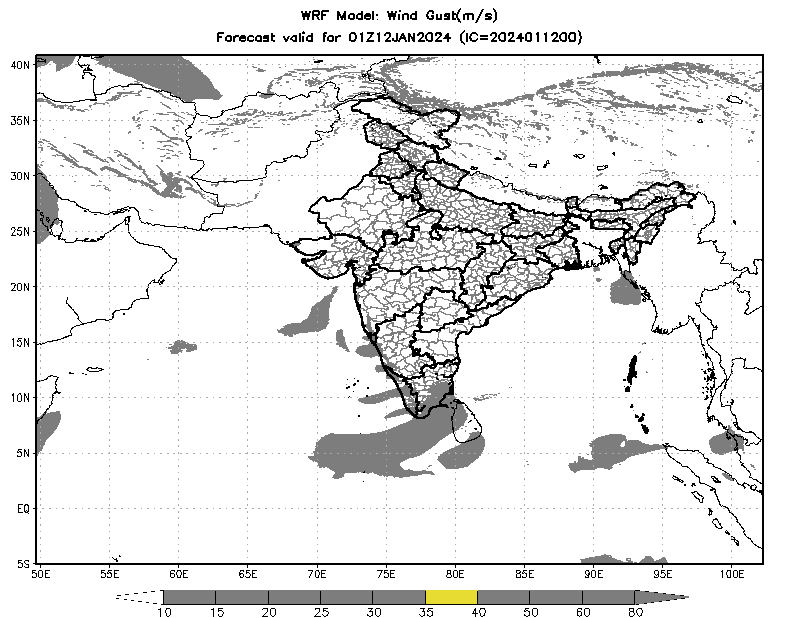 WRF Model: Wind Gust(m/s)
Forecast valid for 01Z12JAN2024 (IC=2024011200)
40N
35N
30N
25N
20N
15N
10N
5N
EQ
5S
50E 55E 60E 65E 70E 75E 80E 85E 90E 95E 100E
10 15 20 25 30 35 40 50 60 80